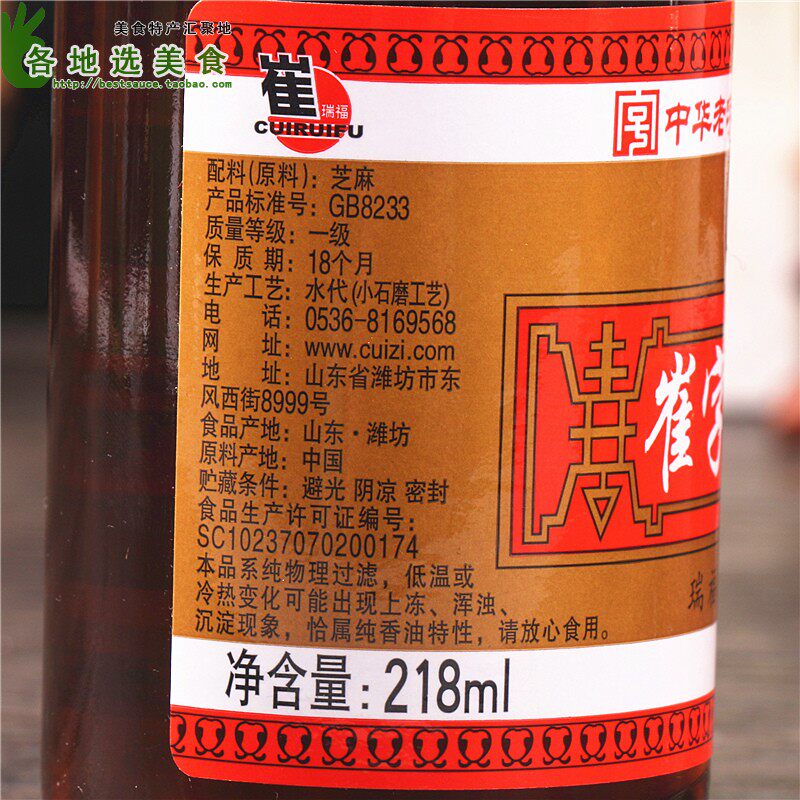 美食特产汇聚地
各地选美食
http://bestsauce.taobao.com
崔
瑞福
CUIRUIFU
中华老
配料(原料)：芝麻
产品标准号：GB8233
质量等级：一级
保质期：18个月
生产工艺：水代(小石磨工艺)
电话：0536-8169568
网址：www.cuizi.com
地址：山东省潍坊市东
风西街8999号
食品产地：山东·潍坊
原料产地：中国
贮藏条件：避光 阴凉 密封
食品生产许可证编号：
SC10237070200174
本品系纯物理过滤，低温或
冷热变化可能出现上冻、浑浊、
沉淀现象，恰属纯香油特性，请放心食用。
净含量：218ml
崔字
瑞福